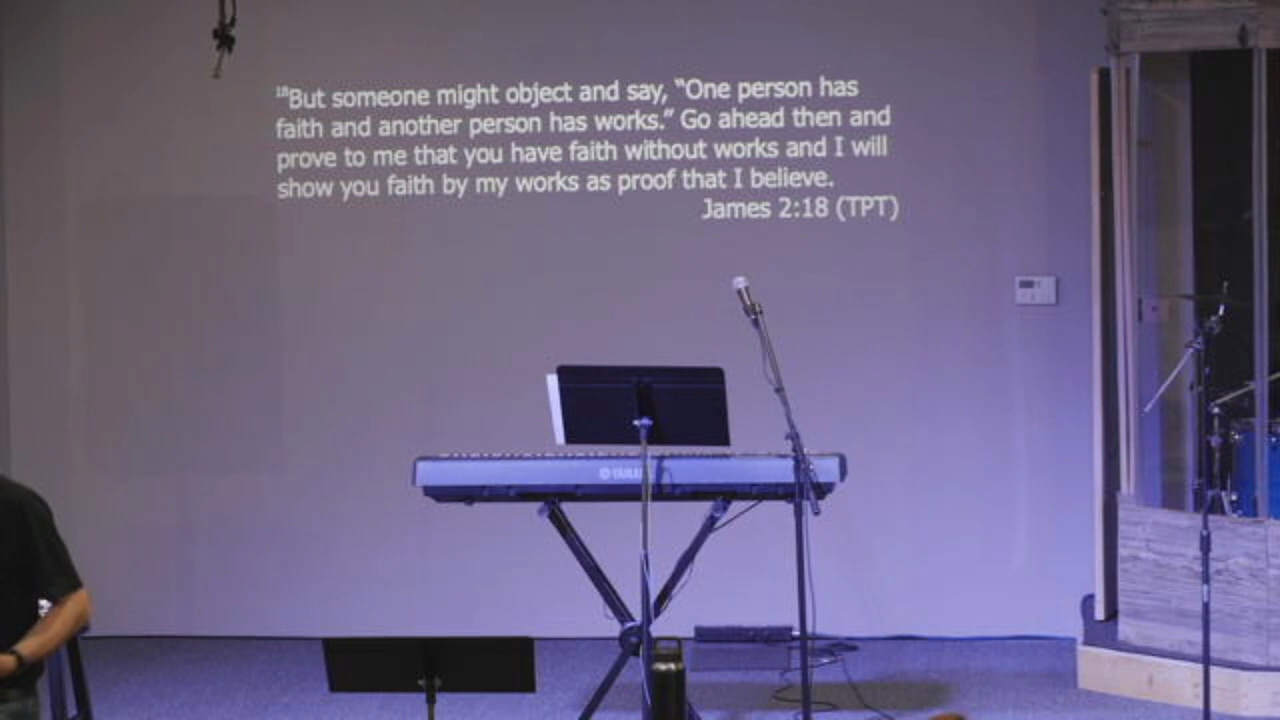 ¹⁸But someone might object and say, “One person has
faith and another person has works.” Go ahead then and
prove to me that you have faith without works and I will
show you faith by my works as proof that I believe.
James 2:18 (TPT)
YAMAHA